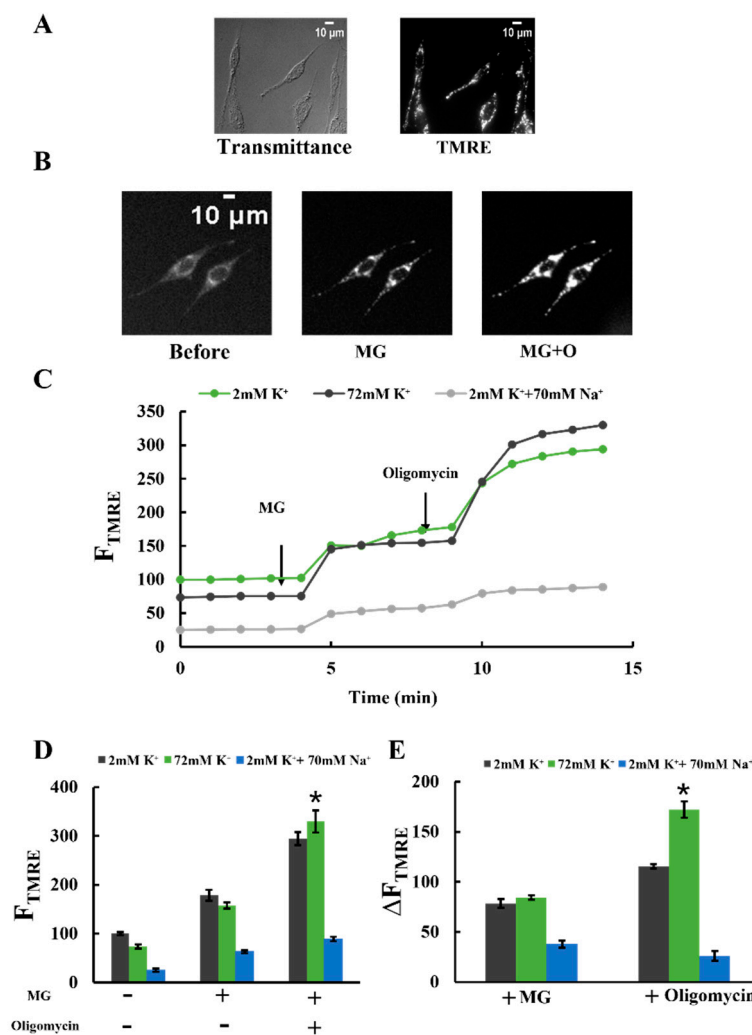 A
10 µm
10 µm
Transmittance
TMRE
B
10 µm
Before
MG
MG+O
C
2mM K⁺
72mM K⁺
2mM K⁺+70mM Na⁺
350
300
250
200
150
100
50
0
F_TMRE
MG
Oligomycin
0
5
10
15
Time (min)
D
2mM K⁺
72mM K⁺
2mM K⁺+ 70mM Na⁺
400
300
200
100
0
F_TMRE
*
MG
−
+
+
Oligomycin
−
−
+
E
2mM K⁺
72mM K⁺
2mM K⁺+ 70mM Na⁺
200
150
100
50
0
ΔF_TMRE
*
+MG
+ Oligomycin